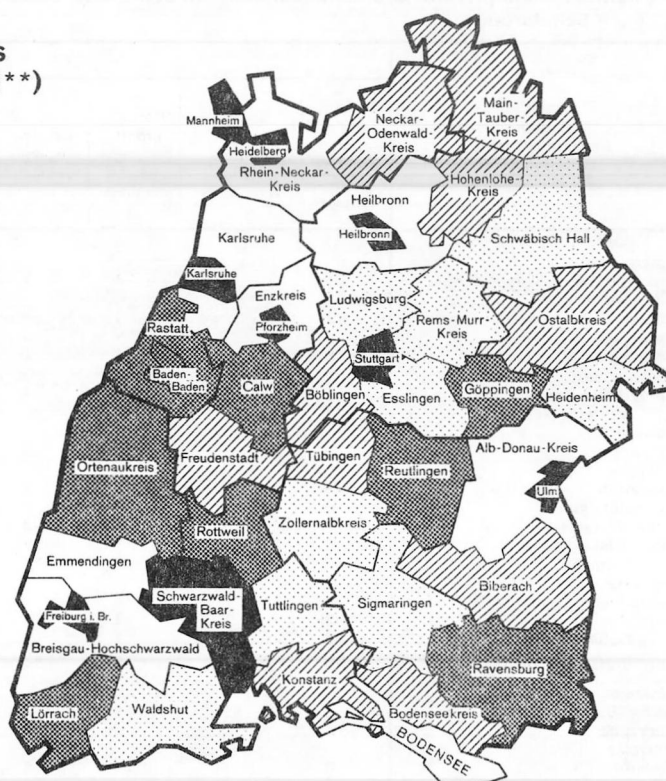 s
**)
Mannheim
Heidelberg
Rhein-Neckar-
Kreis
Neckar-
Odenwald-
Kreis
Main-
Tauber-
Kreis
Hohenlohe-
Kreis
Heilbronn
Heilbronn
Schwäbisch Hall
Karlsruhe
Karlsruhe
Enzkreis
Pforzheim
Ludwigsburg
Rems-Murr-
Kreis
Ostalbkreis
Rastatt
Baden-
Baden
Calw
Böblingen
Stuttgart
Esslingen
Göppingen
Heidenheim
Ortenaukreis
Freudenstadt
Tübingen
Reutlingen
Alb-Donau-Kreis
Ulm
Rottweil
Zollernalbkreis
Emmendingen
Schwarzwald-
Baar-
Kreis
Tuttlingen
Sigmaringen
Biberach
Freiburg i. Br.
Breisgau-Hochschwarzwald
Lörrach
Waldshut
Konstanz
Ravensburg
Bodenseekreis
BODENSEE